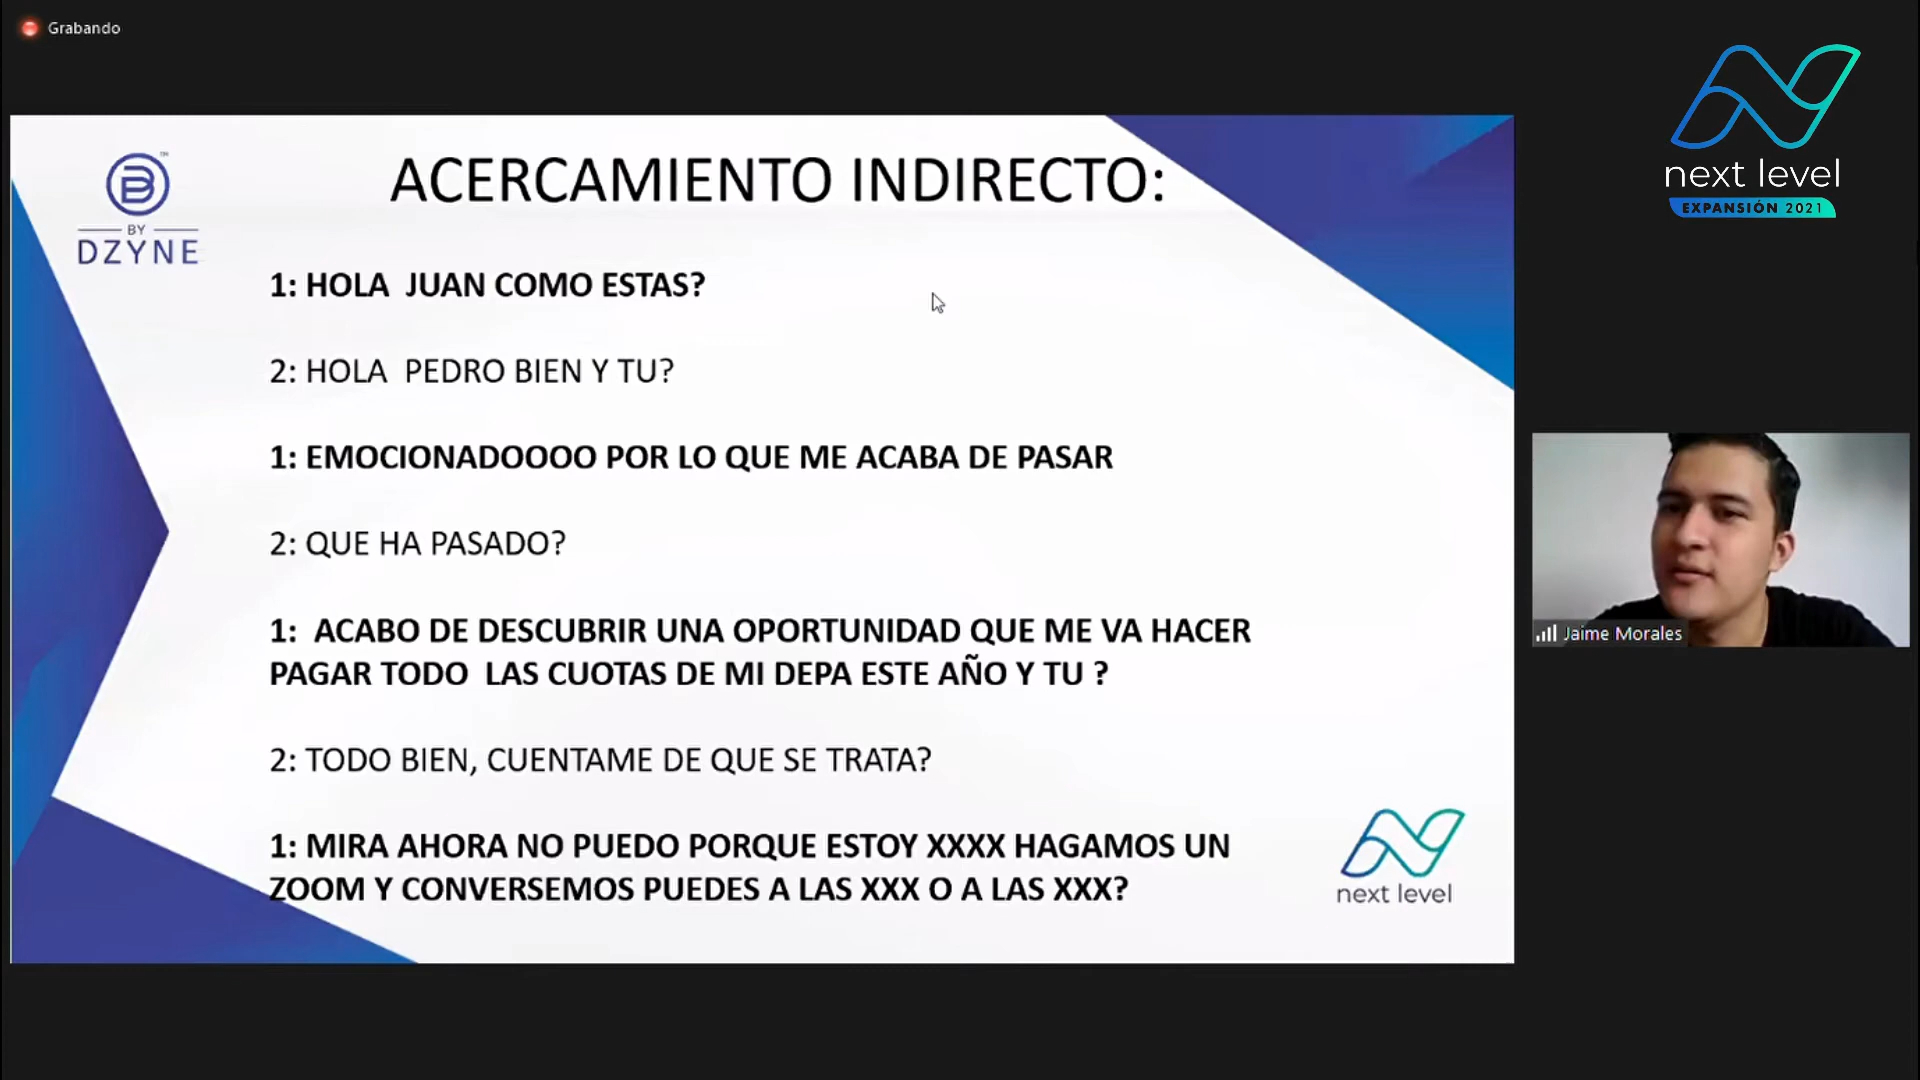 Grabando
next level
EXPANSIÓN 2021
B
™
BY
DZYNE
ACERCAMIENTO INDIRECTO:
1: HOLA  JUAN COMO ESTAS?
2: HOLA  PEDRO BIEN Y TU?
1: EMOCIONADOOOO POR LO QUE ME ACABA DE PASAR
2: QUE HA PASADO?
1:  ACABO DE DESCUBRIR UNA OPORTUNIDAD QUE ME VA HACER
PAGAR TODO  LAS CUOTAS DE MI DEPA ESTE AÑO Y TU ?
2: TODO BIEN, CUENTAME DE QUE SE TRATA?
1: MIRA AHORA NO PUEDO PORQUE ESTOY XXXX HAGAMOS UN
ZOOM Y CONVERSEMOS PUEDES A LAS XXX O A LAS XXX?
next level
Jaime Morales